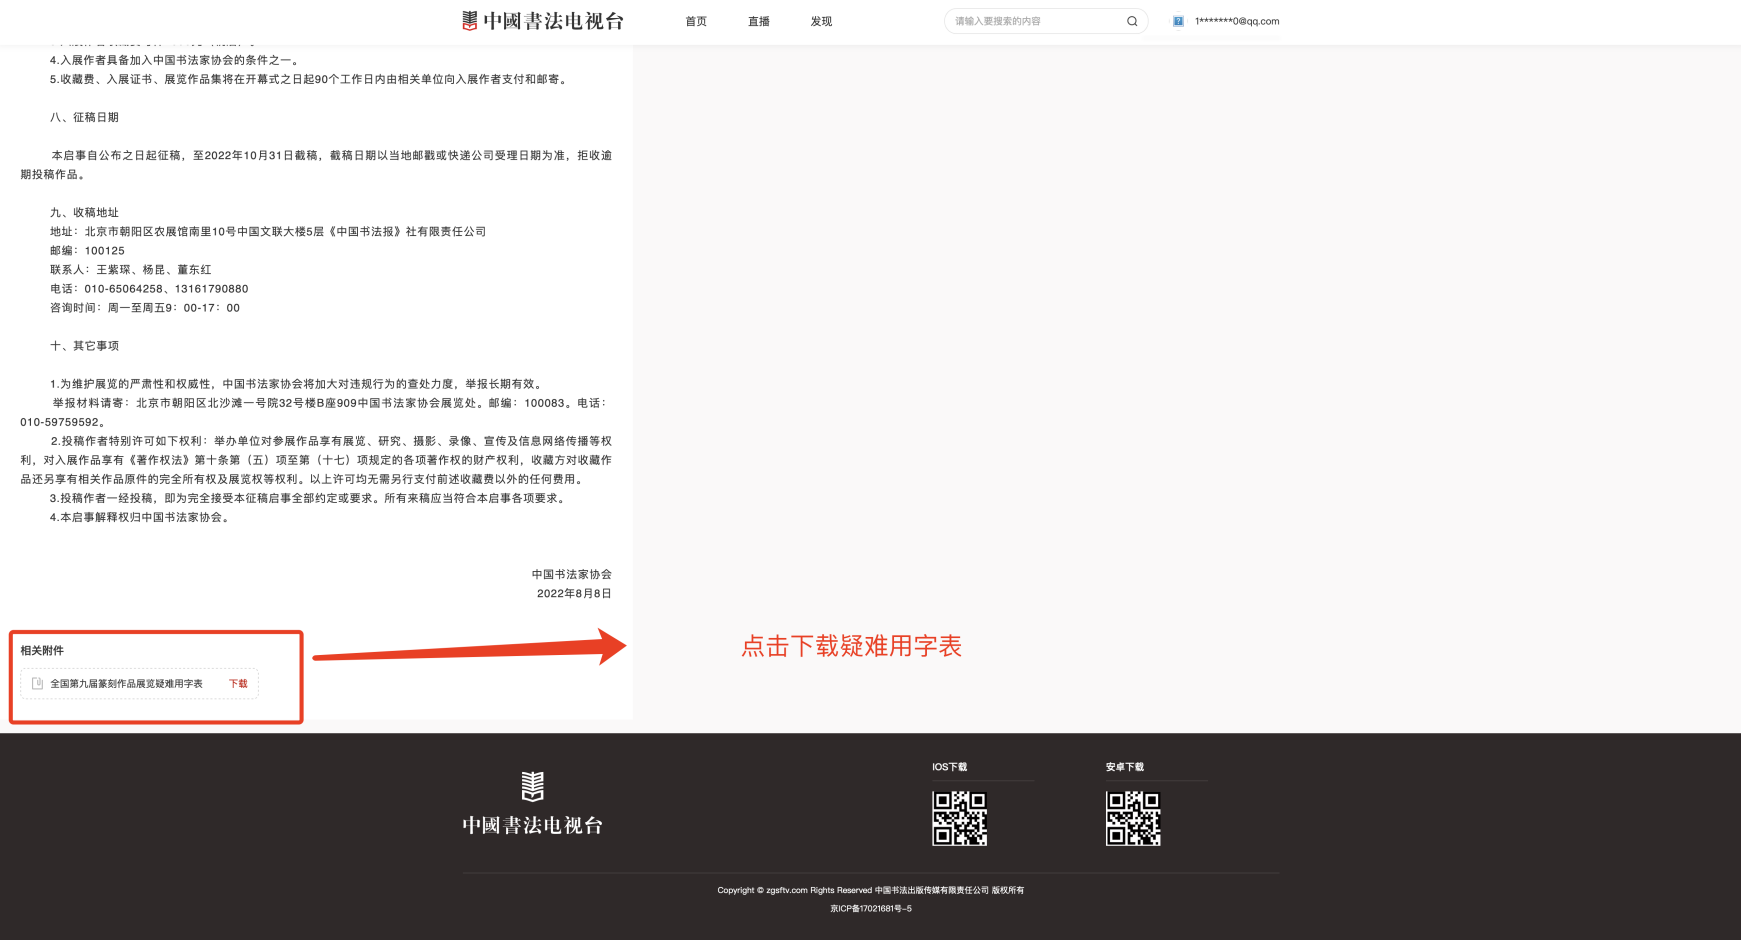 中國書法电视台
首页
直播
发现
请输入要搜索的内容
1*******0@qq.com
4.入展作者具备加入中国书法家协会的条件之一。
5.收藏费、入展证书、展览作品集将在开幕式之日起90个工作日内由相关单位向入展作者支付和邮寄。
八、征稿日期
本启事自公布之日起征稿，至2022年10月31日截稿，截稿日期以当地邮戳或快递公司受理日期为准，拒收逾
期投稿作品。
九、收稿地址
地址：北京市朝阳区农展馆南里10号中国文联大楼5层《中国书法报》社有限责任公司
邮编：100125
联系人：王紫琛、杨昆、董东红
电话：010-65064258、13161790880
咨询时间：周一至周五9：00-17：00
十、其它事项
1.为维护展览的严肃性和权威性，中国书法家协会将加大对违规行为的查处力度，举报长期有效。
举报材料请寄：北京市朝阳区北沙滩一号院32号楼B座909中国书法家协会展览处。邮编：100083。电话：
010-59759592。
2.投稿作者特别许可如下权利：举办单位对参展作品享有展览、研究、摄影、录像、宣传及信息网络传播等权
利，对入展作品享有《著作权法》第十条第（五）项至第（十七）项规定的各项著作权的财产权利，收藏方对收藏作
品还另享有相关作品原件的完全所有权及展览权等权利。以上许可均无需另行支付前述收藏费以外的任何费用。
3.投稿作者一经投稿，即为完全接受本征稿启事全部约定或要求。所有来稿应当符合本启事各项要求。
4.本启事解释权归中国书法家协会。
中国书法家协会
2022年8月8日
相关附件
全国第九届篆刻作品展览疑难用字表
下载
点击下载疑难用字表
中國書法电视台
IOS下载
安卓下载
Copyright © zgsftv.com Rights Reserved 中国书法出版传媒有限责任公司 版权所有
京ICP备17021681号-5